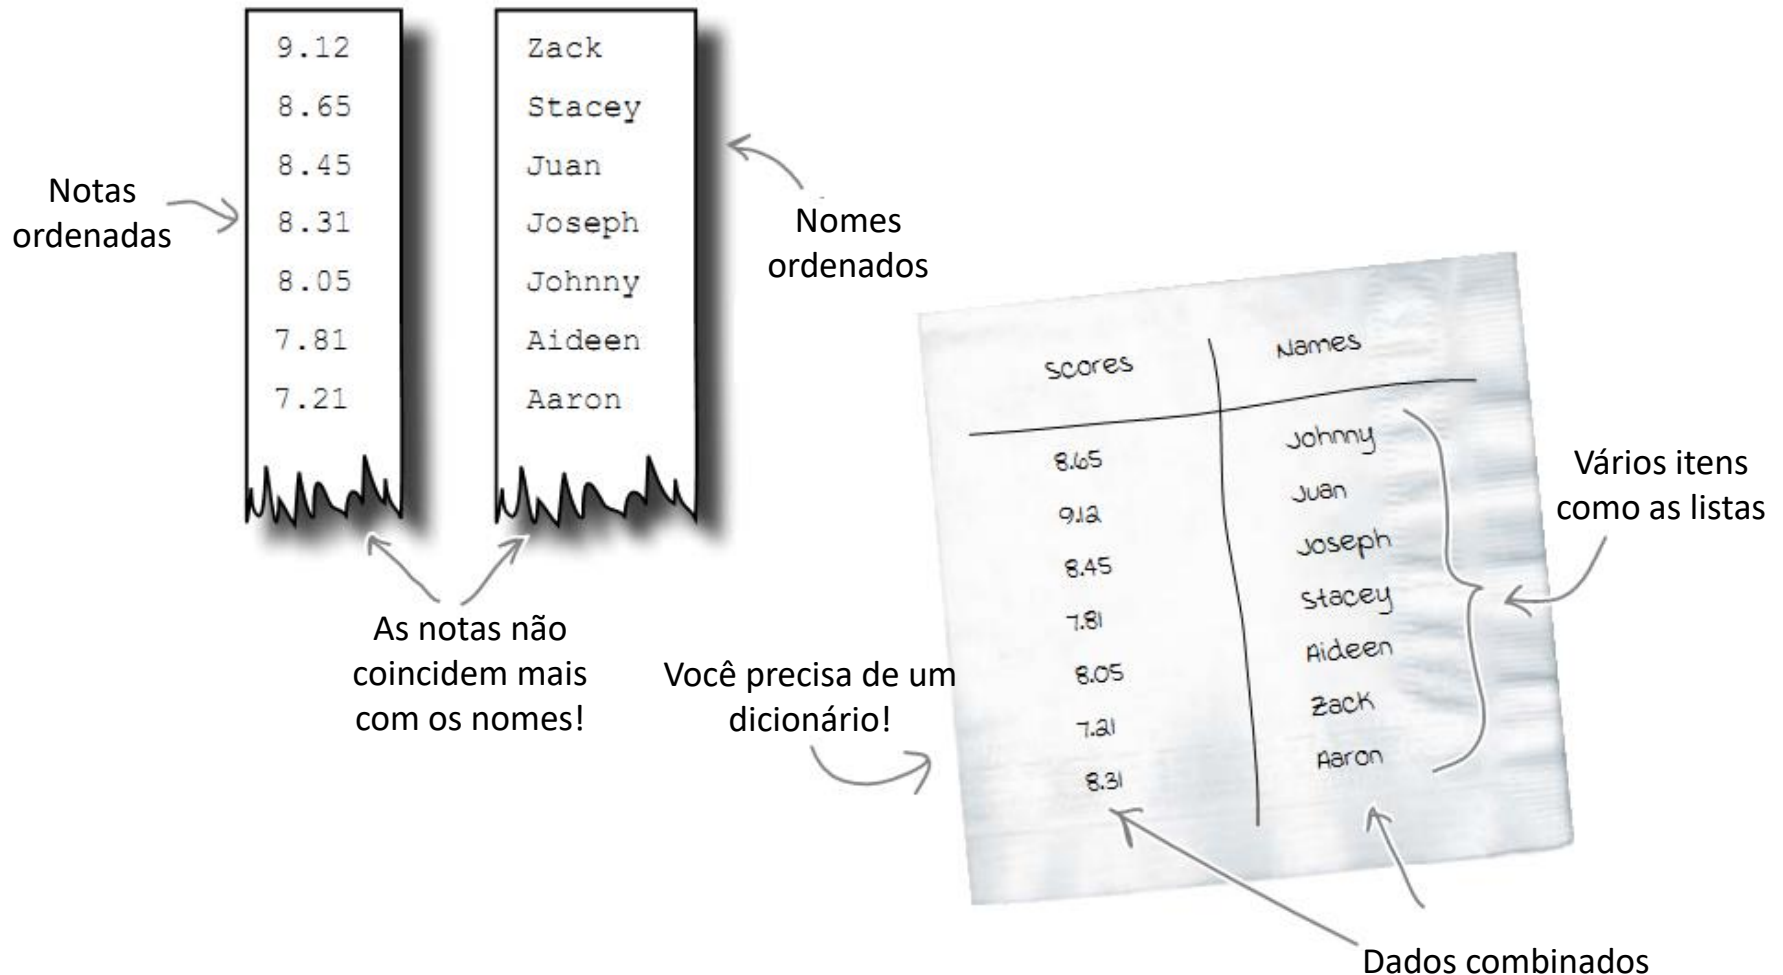 9.12
8.65
8.45
8.31
8.05
7.81
7.21
Zack
Stacey
Juan
Joseph
Johnny
Aideen
Aaron
Notas
ordenadas
Nomes
ordenados
As notas não
coincidem mais
com os nomes!
Você precisa de um
dicionário!
Scores Names
8.65 Johnny
9.12 Juan
8.45 Joseph
7.81 Stacey
8.05 Aideen
7.21 Zack
8.31 Aaron
Vários itens
como as listas
Dados combinados